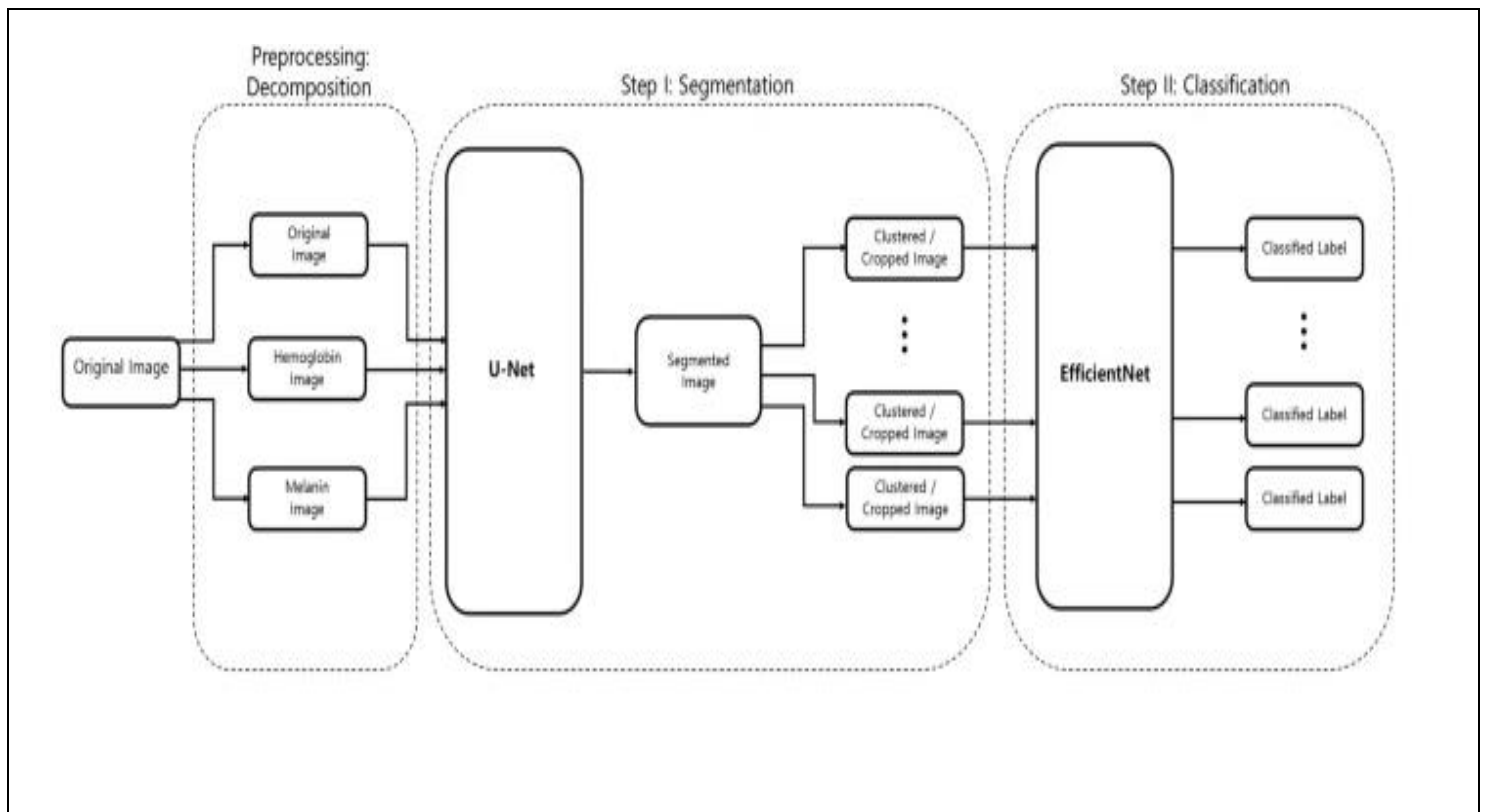 Preprocessing:
Decomposition
Step I: Segmentation
Step II: Classification
Original Image
Original
Image
Hemoglobin
Image
Melanin
Image
U-Net
Segmented
Image
Clustered /
Cropped Image
Clustered /
Cropped Image
Clustered /
Cropped Image
EfficientNet
Classified Label
Classified Label
Classified Label